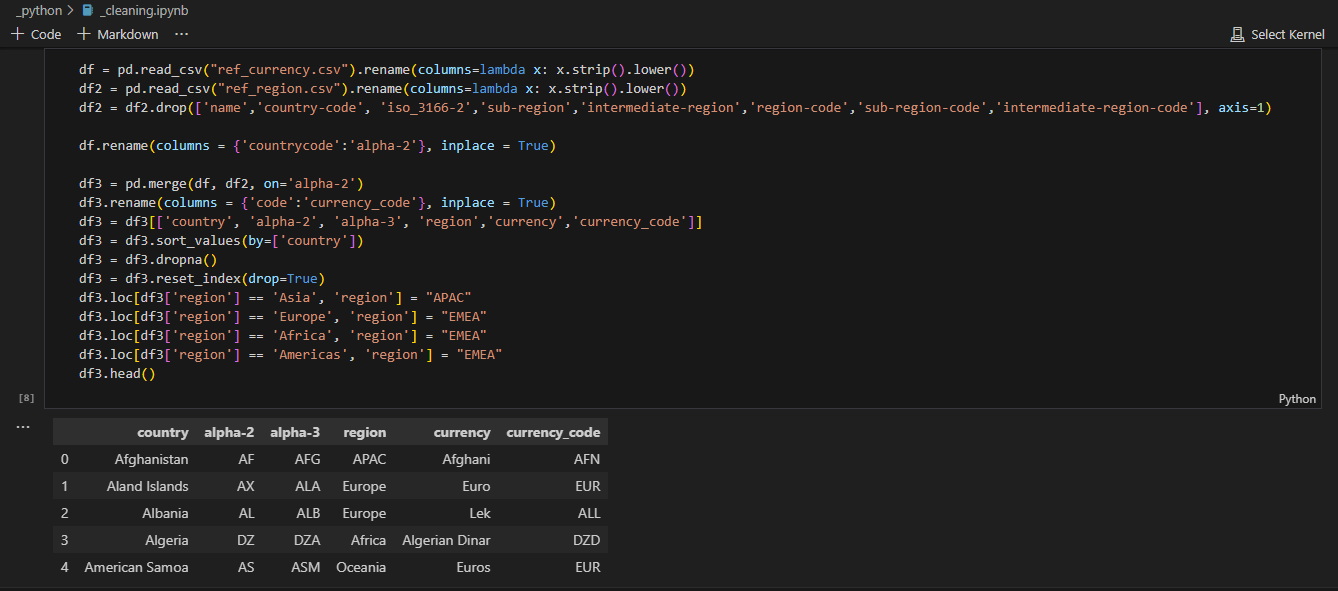 _python > _cleaning.ipynb
+ Code + Markdown ...
Select Kernel
df = pd.read_csv("ref_currency.csv").rename(columns=lambda x: x.strip().lower())
df2 = pd.read_csv("ref_region.csv").rename(columns=lambda x: x.strip().lower())
df2 = df2.drop(['name','country-code', 'iso_3166-2','sub-region','intermediate-region','region-code','sub-region-code','intermediate-region-code'], axis=1)
df.rename(columns = {'countrycode':'alpha-2'}, inplace = True)
df3 = pd.merge(df, df2, on='alpha-2')
df3.rename(columns = {'code':'currency_code'}, inplace = True)
df3 = df3[['country', 'alpha-2', 'alpha-3', 'region','currency','currency_code']]
df3 = df3.sort_values(by=['country'])
df3 = df3.dropna()
df3 = df3.reset_index(drop=True)
df3.loc[df3['region'] == 'Asia', 'region'] = "APAC"
df3.loc[df3['region'] == 'Europe', 'region'] = "EMEA"
df3.loc[df3['region'] == 'Africa', 'region'] = "EMEA"
df3.loc[df3['region'] == 'Americas', 'region'] = "EMEA"
df3.head()
[8]
Python
...
country alpha-2 alpha-3 region currency currency_code
0 Afghanistan AF AFG APAC Afghani AFN
1 Aland Islands AX ALA Europe Euro EUR
2 Albania AL ALB Europe Lek ALL
3 Algeria DZ DZA Africa Algerian Dinar DZD
4 American Samoa AS ASM Oceania Euros EUR